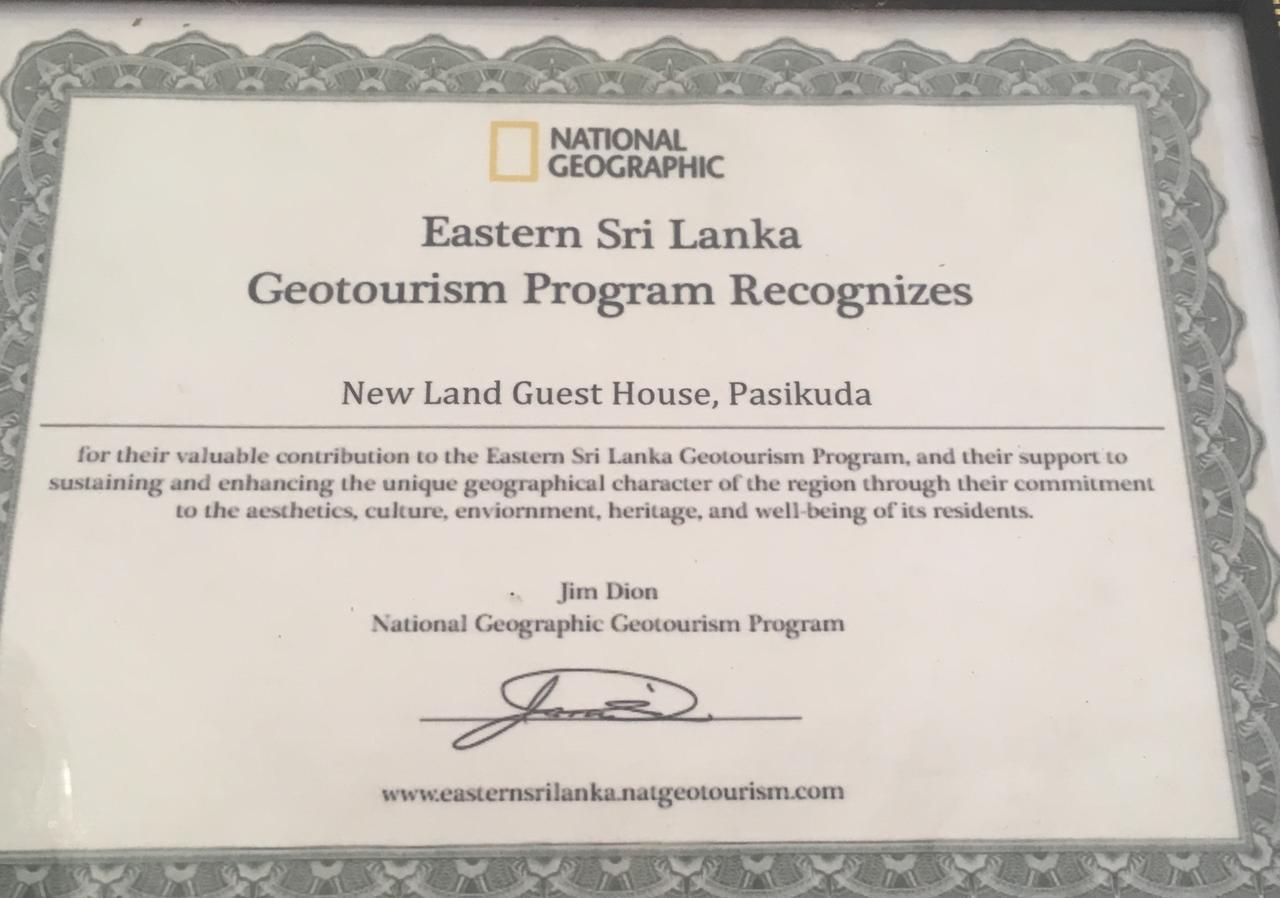 NATIONAL
GEOGRAPHIC
Eastern Sri Lanka
Geotourism Program Recognizes
New Land Guest House, Pasikuda
for their valuable contribution to the Eastern Sri Lanka Geotourism Program, and their support to
sustaining and enhancing the unique geographical character of the region through their commitment
to the aesthetics, culture, enviornment, heritage, and well-being of its residents.
Jim Dion
National Geographic Geotourism Program
www.easternsrilanka.natgeotourism.com